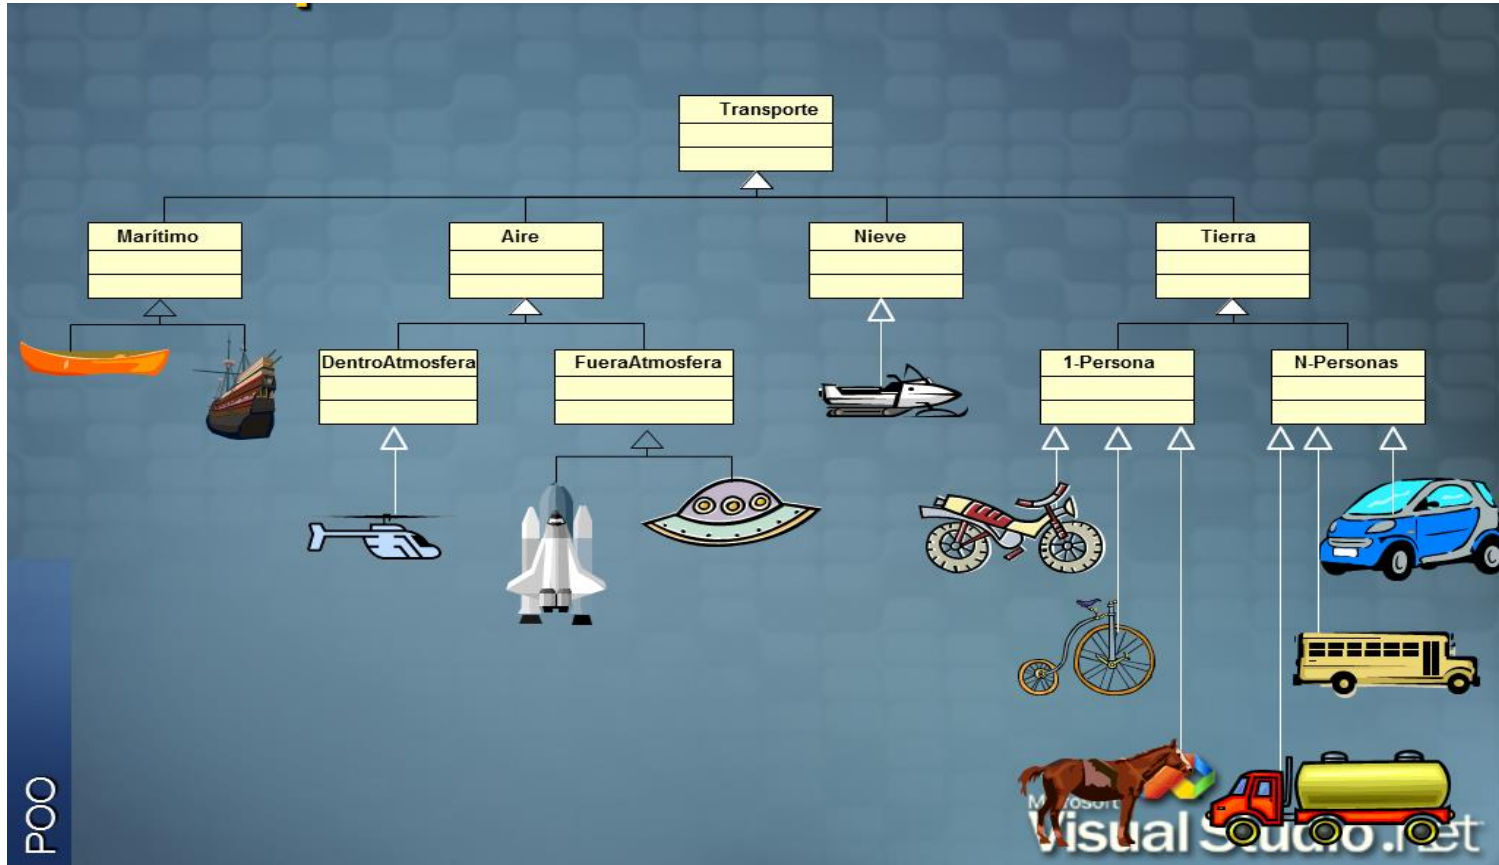 Transporte
Marítimo
Aire
Nieve
Tierra
DentroAtmosfera
FueraAtmosfera
1-Persona
N-Personas
POO
Visual Studio .Net